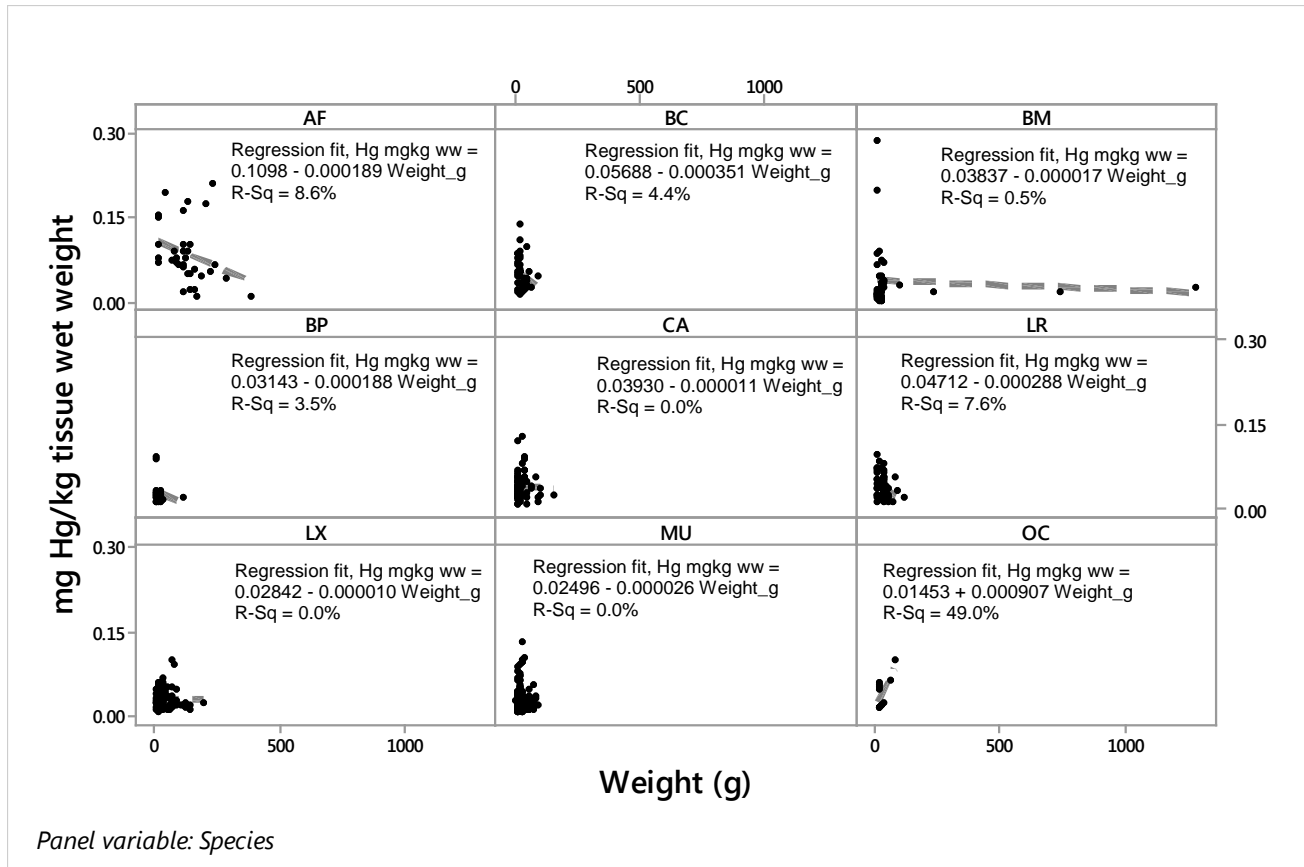 0 500 1000
AF BC BM
0.30
0.15
0.00
Regression fit, Hg mgkg ww =
0.1098 - 0.000189 Weight_g
R-Sq = 8.6%
Regression fit, Hg mgkg ww =
0.05688 - 0.000351 Weight_g
R-Sq = 4.4%
Regression fit, Hg mgkg ww =
0.03837 - 0.000017 Weight_g
R-Sq = 0.5%
mg Hg/kg tissue wet weight
BP CA LR
Regression fit, Hg mgkg ww =
0.03143 - 0.000188 Weight_g
R-Sq = 3.5%
Regression fit, Hg mgkg ww =
0.03930 - 0.000011 Weight_g
R-Sq = 0.0%
Regression fit, Hg mgkg ww =
0.04712 - 0.000288 Weight_g
R-Sq = 7.6%
0.30
0.15
0.00
LX MU OC
0.30
0.15
0.00
Regression fit, Hg mgkg ww =
0.02842 - 0.000010 Weight_g
R-Sq = 0.0%
Regression fit, Hg mgkg ww =
0.02496 - 0.000026 Weight_g
R-Sq = 0.0%
Regression fit, Hg mgkg ww =
0.01453 + 0.000907 Weight_g
R-Sq = 49.0%
0 500 1000 0 500 1000
Weight (g)
Panel variable: Species